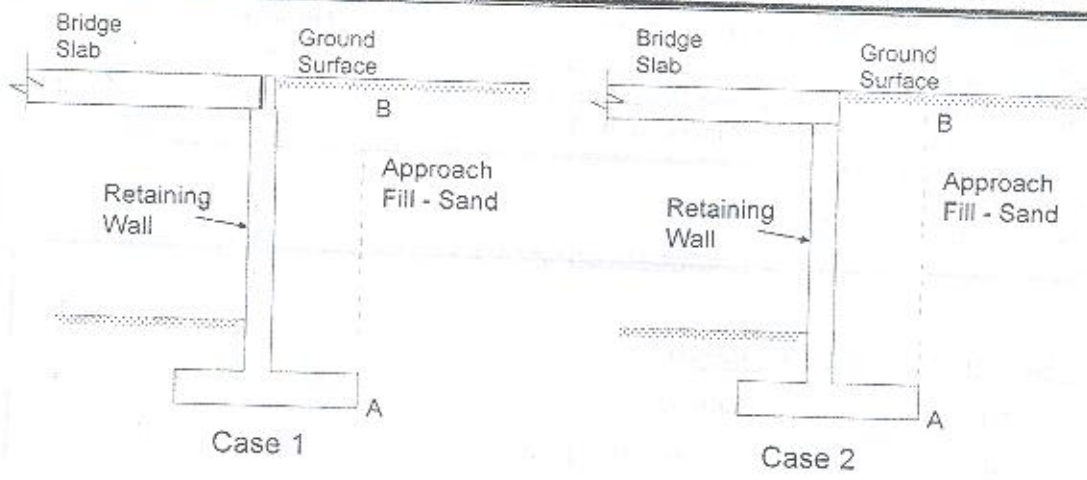 Bridge
Slab
Ground
Surface
B
Approach
Fill - Sand
Retaining
Wall
A
Case 1
Bridge
Slab
Ground
Surface
B
Approach
Fill - Sand
Retaining
Wall
A
Case 2